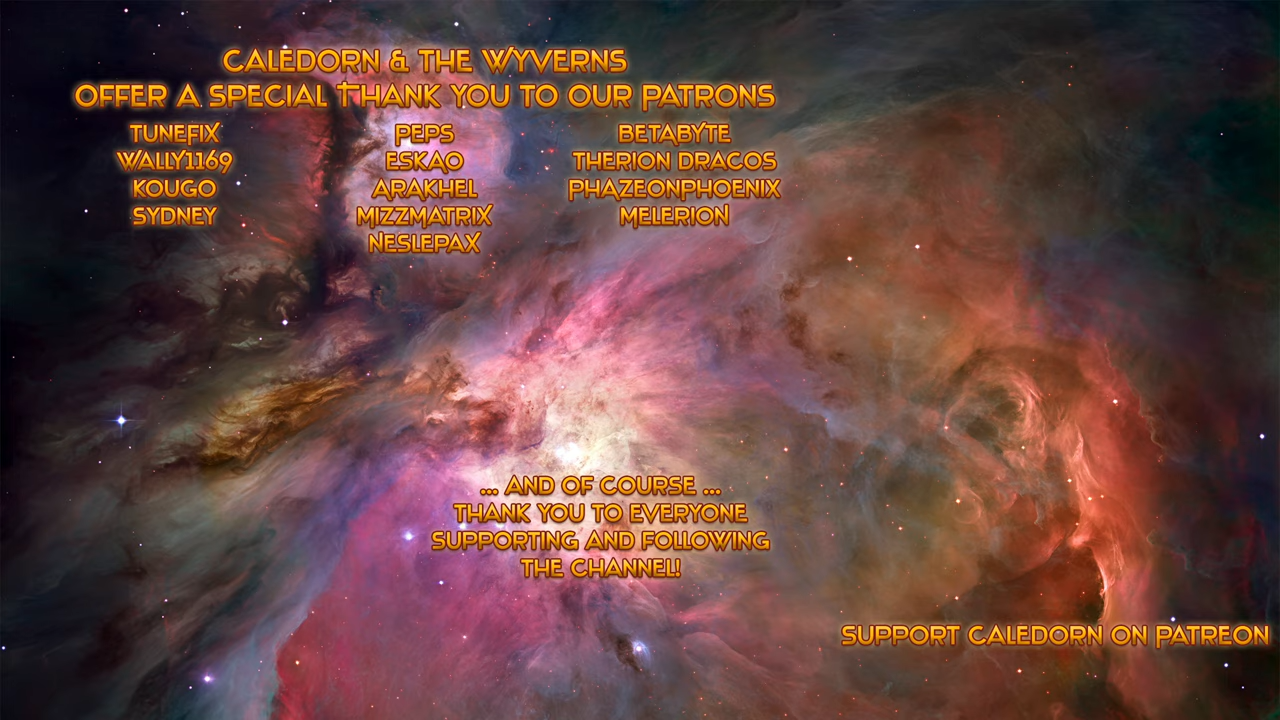 CALEDORN & THE WYVERNS
OFFER A SPECIAL THANK YOU TO OUR PATRONS
TUNEFIX PEPS BETABYTE
WALLY1169 ESKAO THERION DRACOS
KOUGO ARAKHEL PHAZEONPHOENIX
SYDNEY MIZZMATRIX MELERION
NESLEPAX
... AND OF COURSE ...
THANK YOU TO EVERYONE
SUPPORTING AND FOLLOWING
THE CHANNEL!
SUPPORT CALEDORN ON PATREON